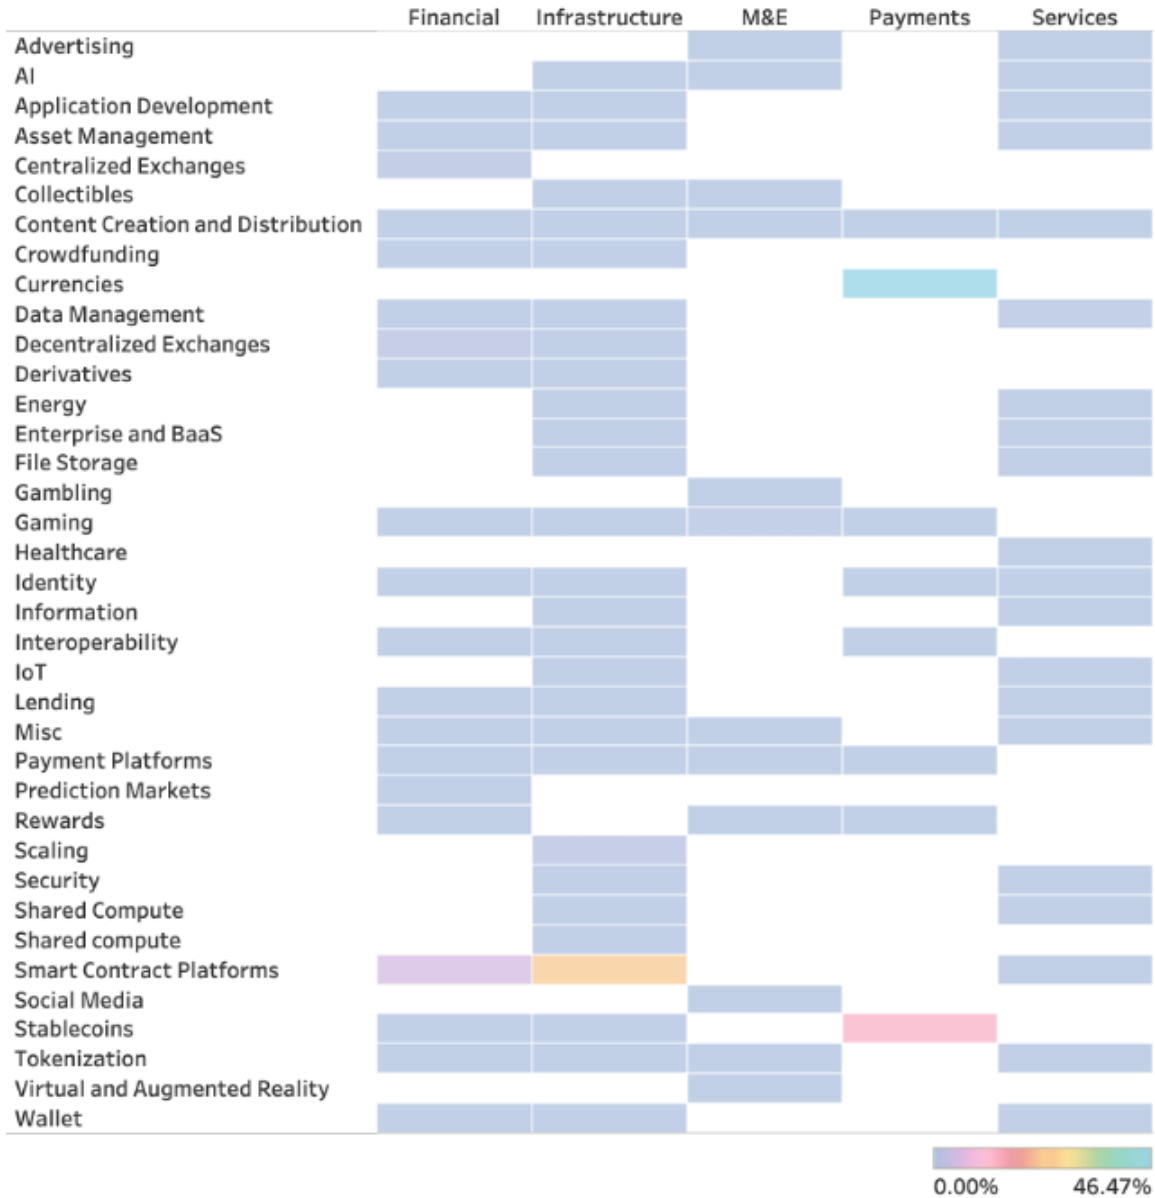 Financial Infrastructure M&E Payments Services
Advertising
AI
Application Development
Asset Management
Centralized Exchanges
Collectibles
Content Creation and Distribution
Crowdfunding
Currencies
Data Management
Decentralized Exchanges
Derivatives
Energy
Enterprise and BaaS
File Storage
Gambling
Gaming
Healthcare
Identity
Information
Interoperability
IoT
Lending
Misc
Payment Platforms
Prediction Markets
Rewards
Scaling
Security
Shared Compute
Shared compute
Smart Contract Platforms
Social Media
Stablecoins
Tokenization
Virtual and Augmented Reality
Wallet
0.00% 46.47%